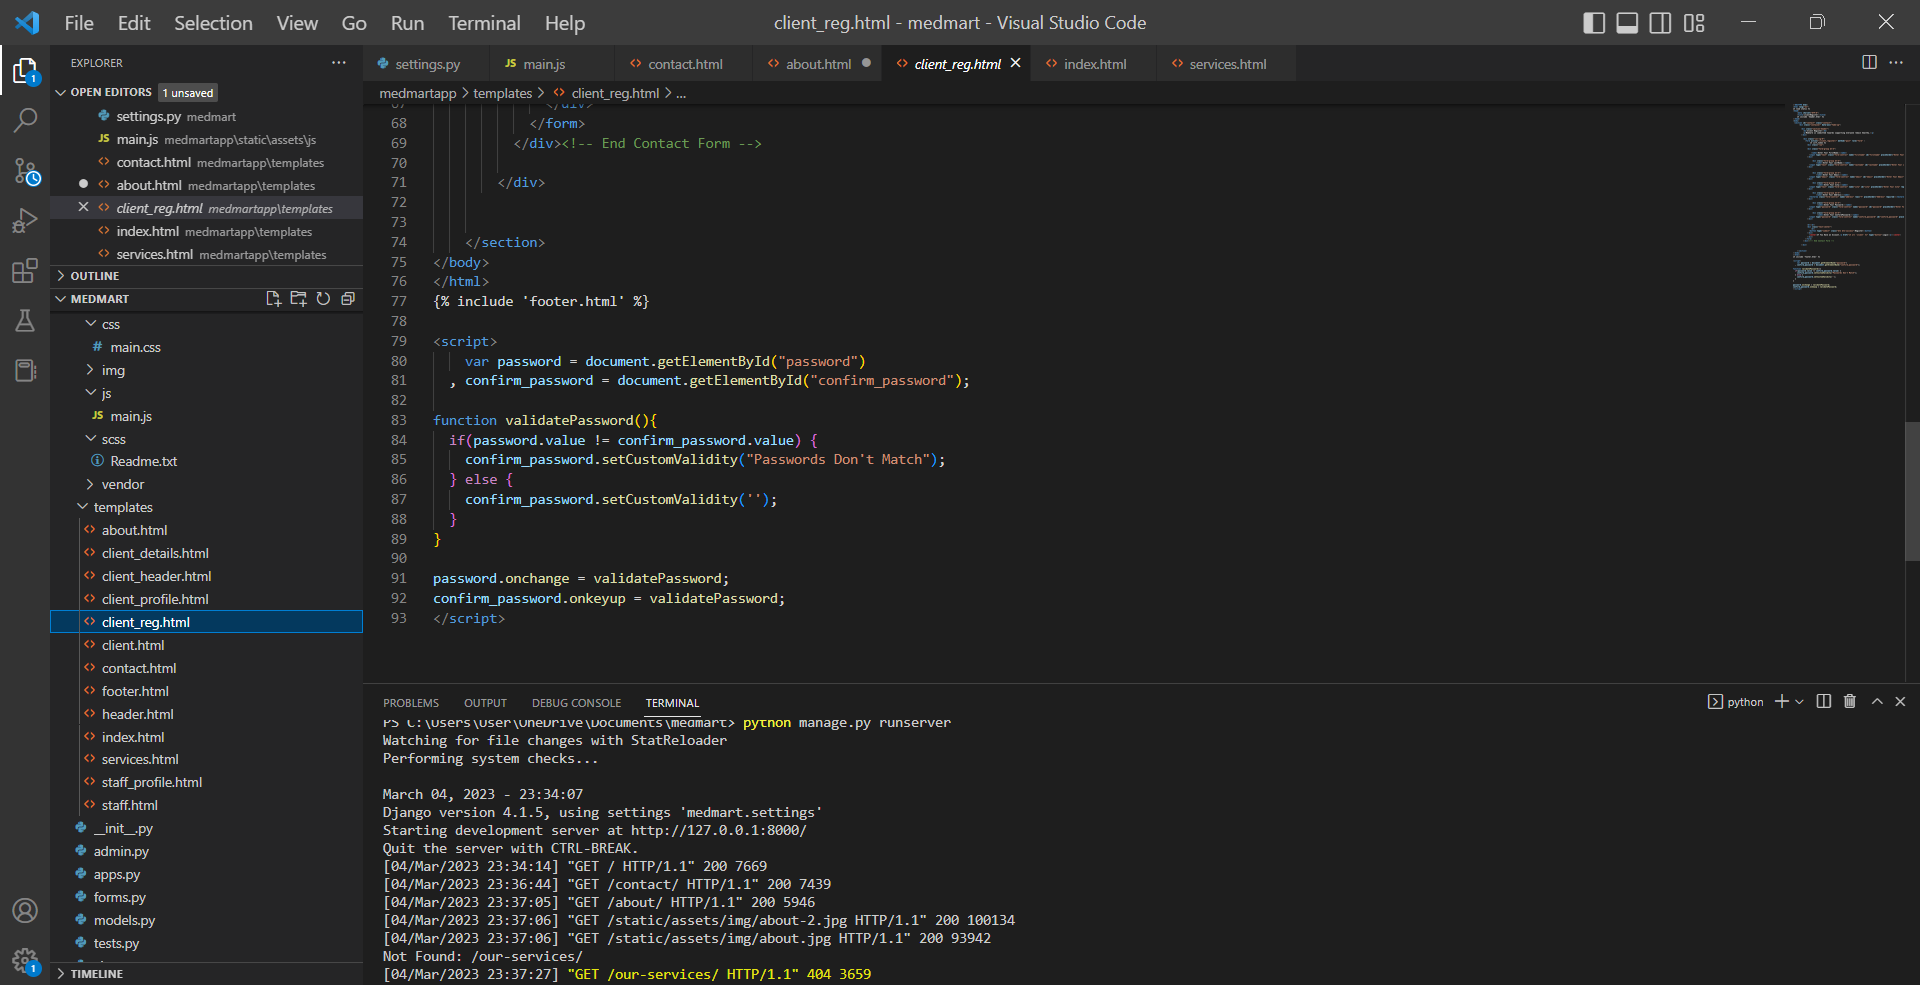 File Edit Selection View Go Run Terminal Help
client_reg.html - medmart - Visual Studio Code
EXPLORER
OPEN EDITORS 1 unsaved
settings.py medmart
JS main.js medmartapp\static\assets\js
contact.html medmartapp\templates
about.html medmartapp\templates
client_reg.html medmartapp\templates
index.html medmartapp\templates
services.html medmartapp\templates
OUTLINE
MEDMART
css
# main.css
img
js
JS main.js
scss
Readme.txt
vendor
templates
about.html
client_details.html
client_header.html
client_profile.html
client_reg.html
client.html
contact.html
footer.html
header.html
index.html
services.html
staff_profile.html
staff.html
__init__.py
admin.py
apps.py
forms.py
models.py
tests.py
TIMELINE
1
1
settings.py JS main.js contact.html about.html client_reg.html index.html services.html
medmartapp > templates > client_reg.html > ...
67 </div>
68 </form>
69 </div><!-- End Contact Form -->
70
71 </div>
72
73
74 </section>
75 </body>
76 </html>
77 {% include 'footer.html' %}
78
79 <script>
80 var password = document.getElementById("password")
81 , confirm_password = document.getElementById("confirm_password");
82
83 function validatePassword(){
84 if(password.value != confirm_password.value) {
85 confirm_password.setCustomValidity("Passwords Don't Match");
86 } else {
87 confirm_password.setCustomValidity('');
88 }
89 }
90
91 password.onchange = validatePassword;
92 confirm_password.onkeyup = validatePassword;
93 </script>
PROBLEMS OUTPUT DEBUG CONSOLE TERMINAL
python
PS C:\Users\User\OneDrive\Documents\medmart> python manage.py runserver
Watching for file changes with StatReloader
Performing system checks...
March 04, 2023 - 23:34:07
Django version 4.1.5, using settings 'medmart.settings'
Starting development server at http://127.0.0.1:8000/
Quit the server with CTRL-BREAK.
[04/Mar/2023 23:34:14] "GET / HTTP/1.1" 200 7669
[04/Mar/2023 23:36:44] "GET /contact/ HTTP/1.1" 200 7439
[04/Mar/2023 23:37:05] "GET /about/ HTTP/1.1" 200 5946
[04/Mar/2023 23:37:06] "GET /static/assets/img/about-2.jpg HTTP/1.1" 200 100134
[04/Mar/2023 23:37:06] "GET /static/assets/img/about.jpg HTTP/1.1" 200 93942
Not Found: /our-services/
[04/Mar/2023 23:37:27] "GET /our-services/ HTTP/1.1" 404 3659